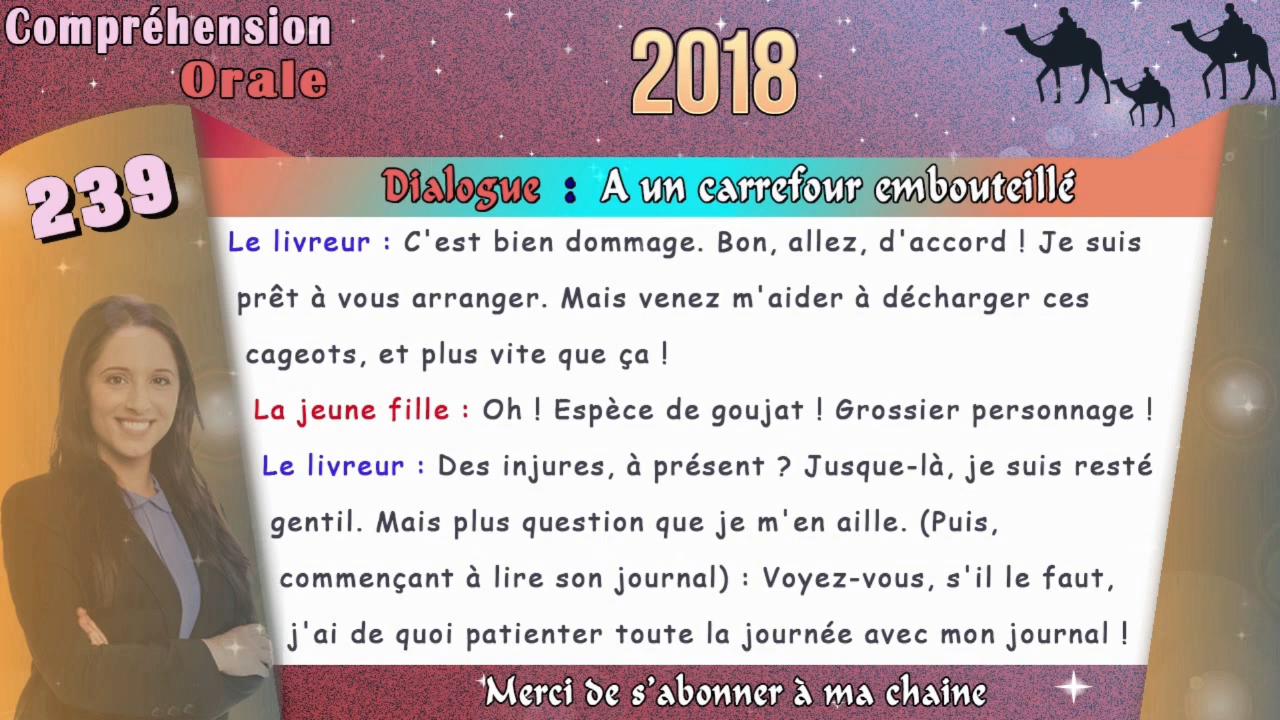 Compréhension
Orale
2018
239
Dialogue : A un carrefour embouteillé
Le livreur : C'est bien dommage. Bon, allez, d'accord ! Je suis
prêt à vous arranger. Mais venez m'aider à décharger ces
cageots, et plus vite que ça !
La jeune fille : Oh ! Espèce de goujat ! Grossier personnage !
Le livreur : Des injures, à présent ? Jusque-là, je suis resté
gentil. Mais plus question que je m'en aille. (Puis,
commençant à lire son journal) : Voyez-vous, s'il le faut,
j'ai de quoi patienter toute la journée avec mon journal !
Merci de s'abonner à ma chaine